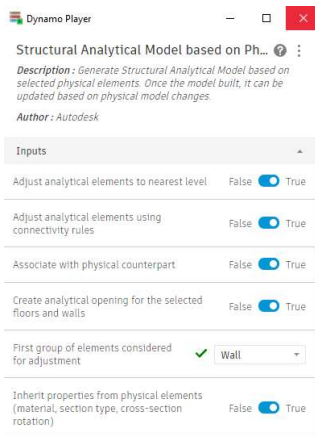 Dynamo Player
Structural Analytical Model based on Ph...
Description : Generate Structural Analytical Model based on
selected physical elements. Once the model built, it can be
updated based on physical model changes.
Author : Autodesk
Inputs
Adjust analytical elements to nearest level False True
Adjust analytical elements using
connectivity rules False True
Associate with physical counterpart False True
Create analytical opening for the selected
floors and walls False True
First group of elements considered
for adjustment Wall
Inherit properties from physical elements
(material, section type, cross-section
rotation) False True